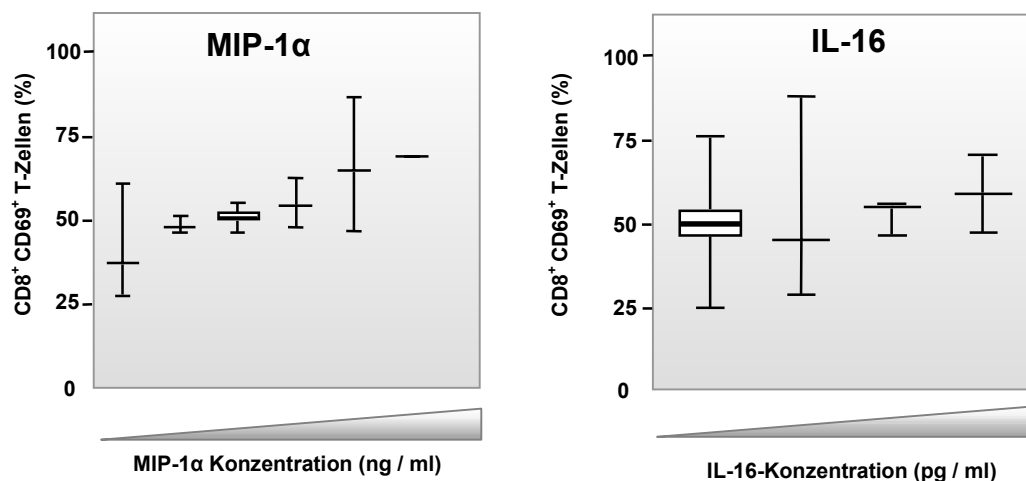 MIP-1α
CD8+ CD69+ T-Zellen (%)
100
75
50
25
0
MIP-1α Konzentration (ng / ml)
IL-16
CD8+ CD69+ T-Zellen (%)
100
75
50
25
0
IL-16-Konzentration (pg / ml)